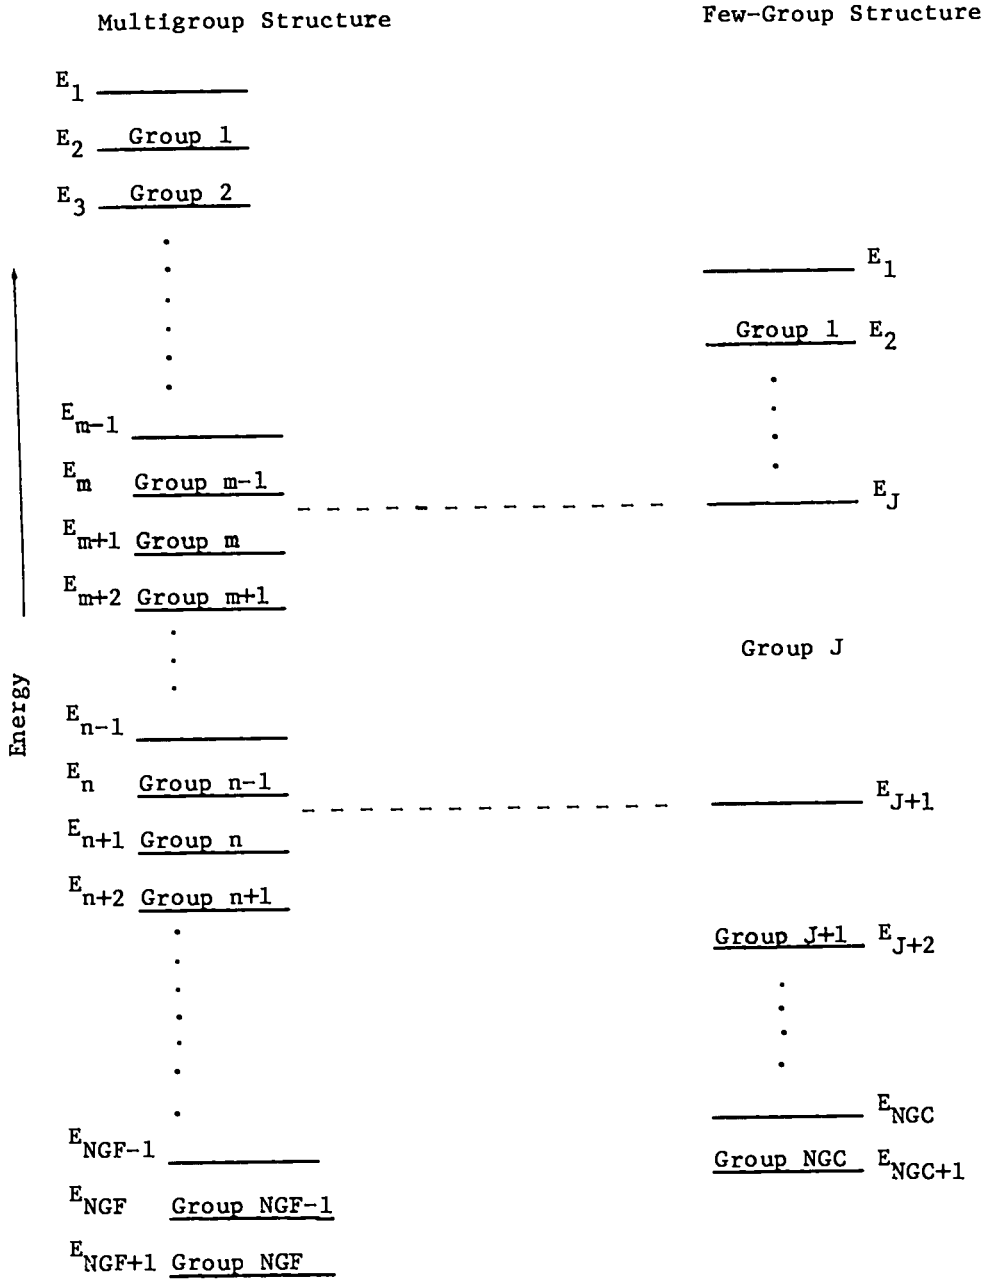 Multigroup Structure
Few-Group Structure
E1
E2 Group 1
E3 Group 2
Em-1
Em Group m-1
Em+1 Group m
Em+2 Group m+1
En-1
En Group n-1
En+1 Group n
En+2 Group n+1
ENGF-1
ENGF Group NGF-1
ENGF+1 Group NGF
Energy
E1
Group 1 E2
EJ
Group J
EJ+1
Group J+1 EJ+2
ENGC
Group NGC ENGC+1